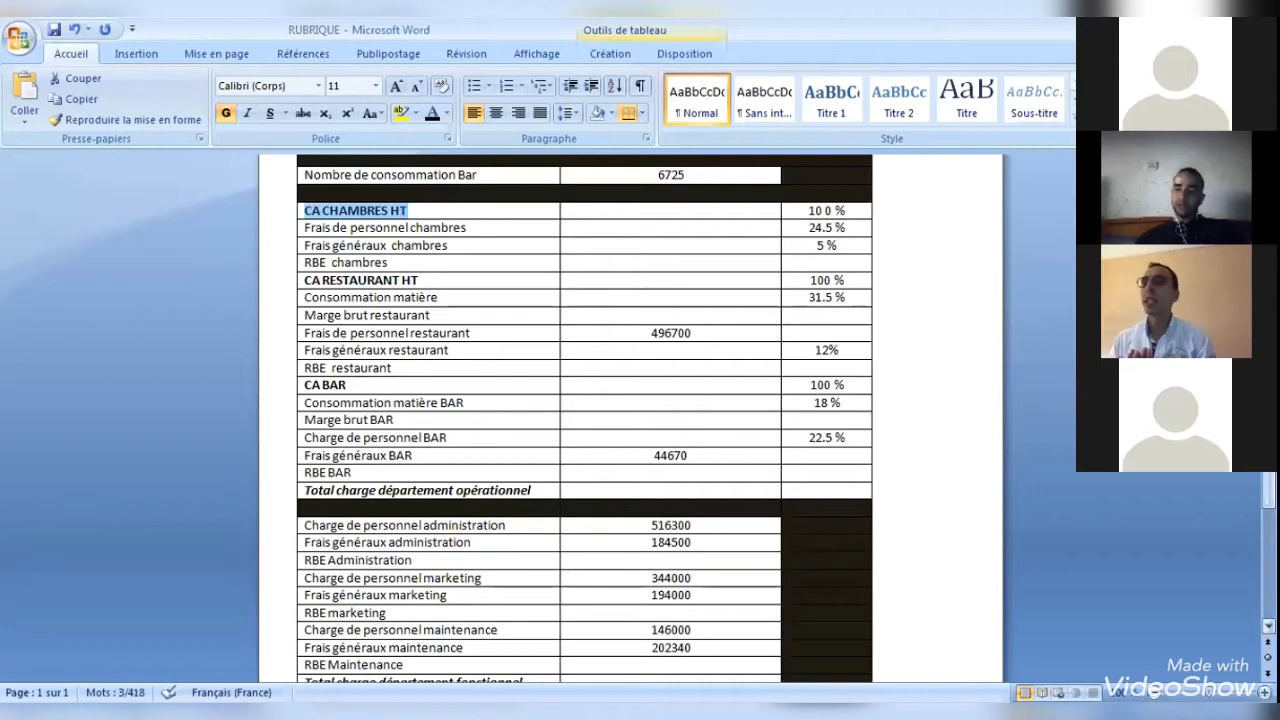 RUBRIQUE - Microsoft Word
Outils de tableau
Accueil Insertion Mise en page Références Publipostage Révision Affichage Création Disposition
Coller
Couper
Copier
Reproduire la mise en forme
Presse-papiers
Calibri (Corps) 11
G I S abc X₂ X² Aa
Police
Paragraphe
AaBbCcDc AaBbCcDc AaBbC AaBbCc AaB AaBbCc.
¶ Normal ¶ Sans int... Titre 1 Titre 2 Titre Sous-titre
Style
Nombre de consommation Bar 6725
CA CHAMBRES HT 10 0 %
Frais de personnel chambres 24.5 %
Frais généraux chambres 5 %
RBE chambres
CA RESTAURANT HT 100 %
Consommation matière 31.5 %
Marge brut restaurant
Frais de personnel restaurant 496700
Frais généraux restaurant 12%
RBE restaurant
CA BAR 100 %
Consommation matière BAR 18 %
Marge brut BAR
Charge de personnel BAR 22.5 %
Frais généraux BAR 44670
RBE BAR
Total charge département opérationnel
Charge de personnel administration 516300
Frais généraux administration 184500
RBE Administration
Charge de personnel marketing 344000
Frais généraux marketing 194000
RBE marketing
Charge de personnel maintenance 146000
Frais généraux maintenance 202340
RBE Maintenance
Total charge département fonctionnel
Page : 1 sur 1 Mots : 3/418 Français (France)
Made with
VideoShow